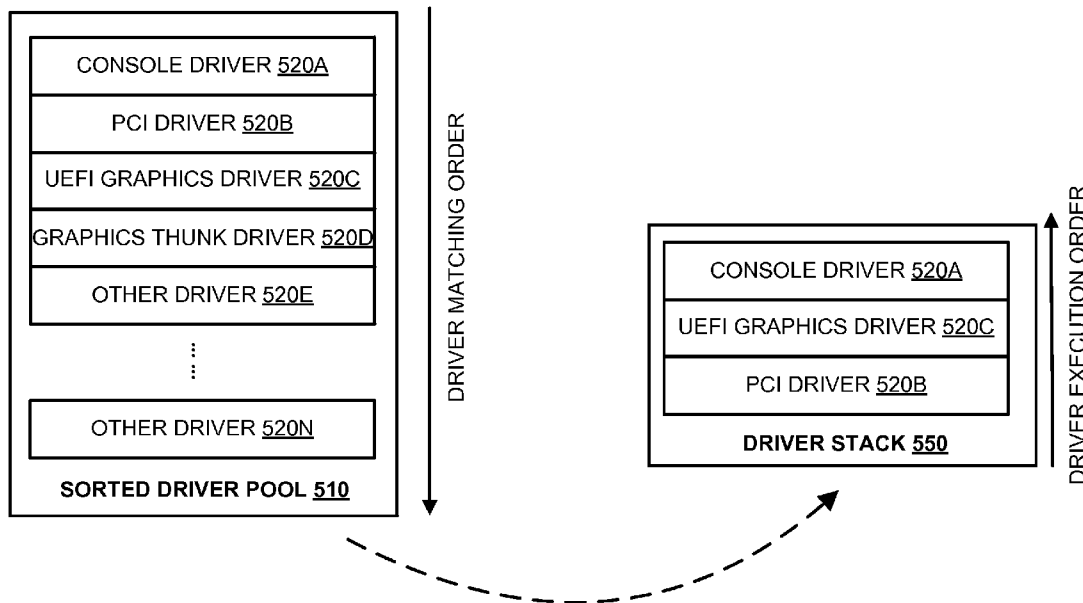 CONSOLE DRIVER 520A
PCI DRIVER 520B
UEFI GRAPHICS DRIVER 520C
GRAPHICS THUNK DRIVER 520D
OTHER DRIVER 520E
OTHER DRIVER 520N
SORTED DRIVER POOL 510
DRIVER MATCHING ORDER
CONSOLE DRIVER 520A
UEFI GRAPHICS DRIVER 520C
PCI DRIVER 520B
DRIVER STACK 550
DRIVER EXECUTION ORDER